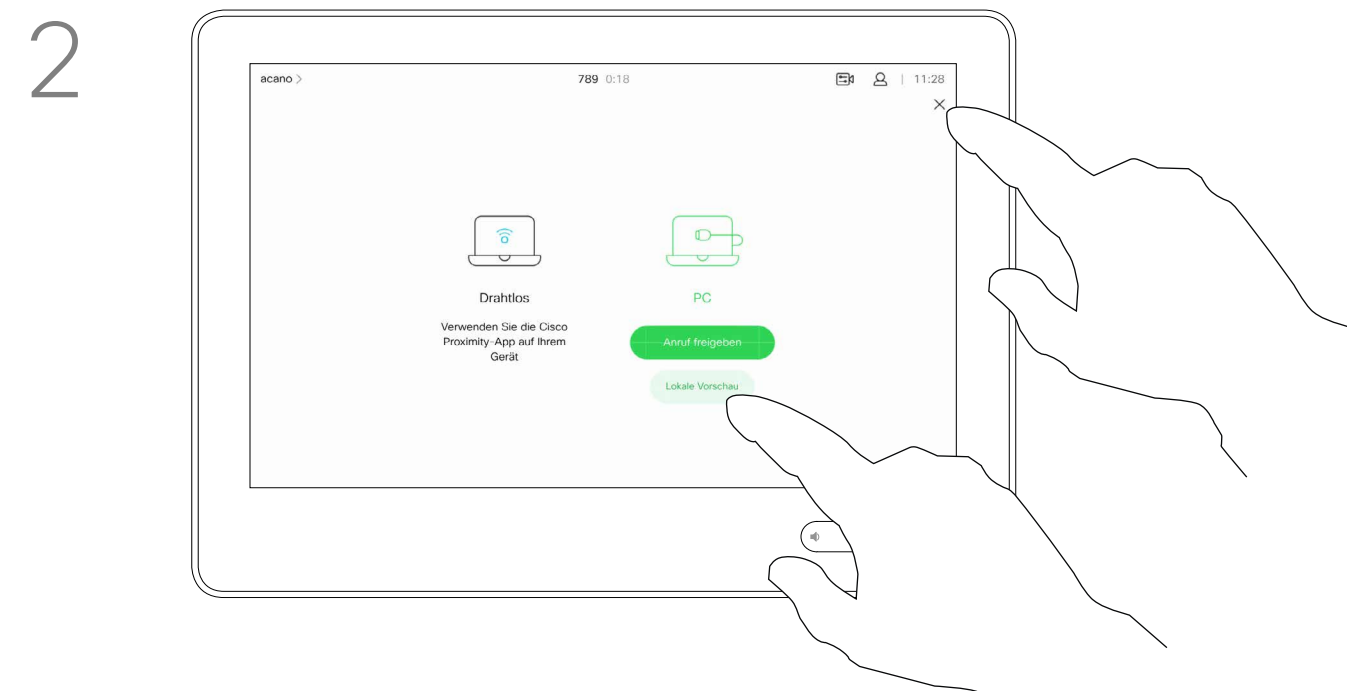 2
acano >
789 0:18
11:28
Drahtlos
PC
Verwenden Sie die Cisco
Proximity-App auf Ihrem
Gerät
Anruf freigeben
Lokale Vorschau